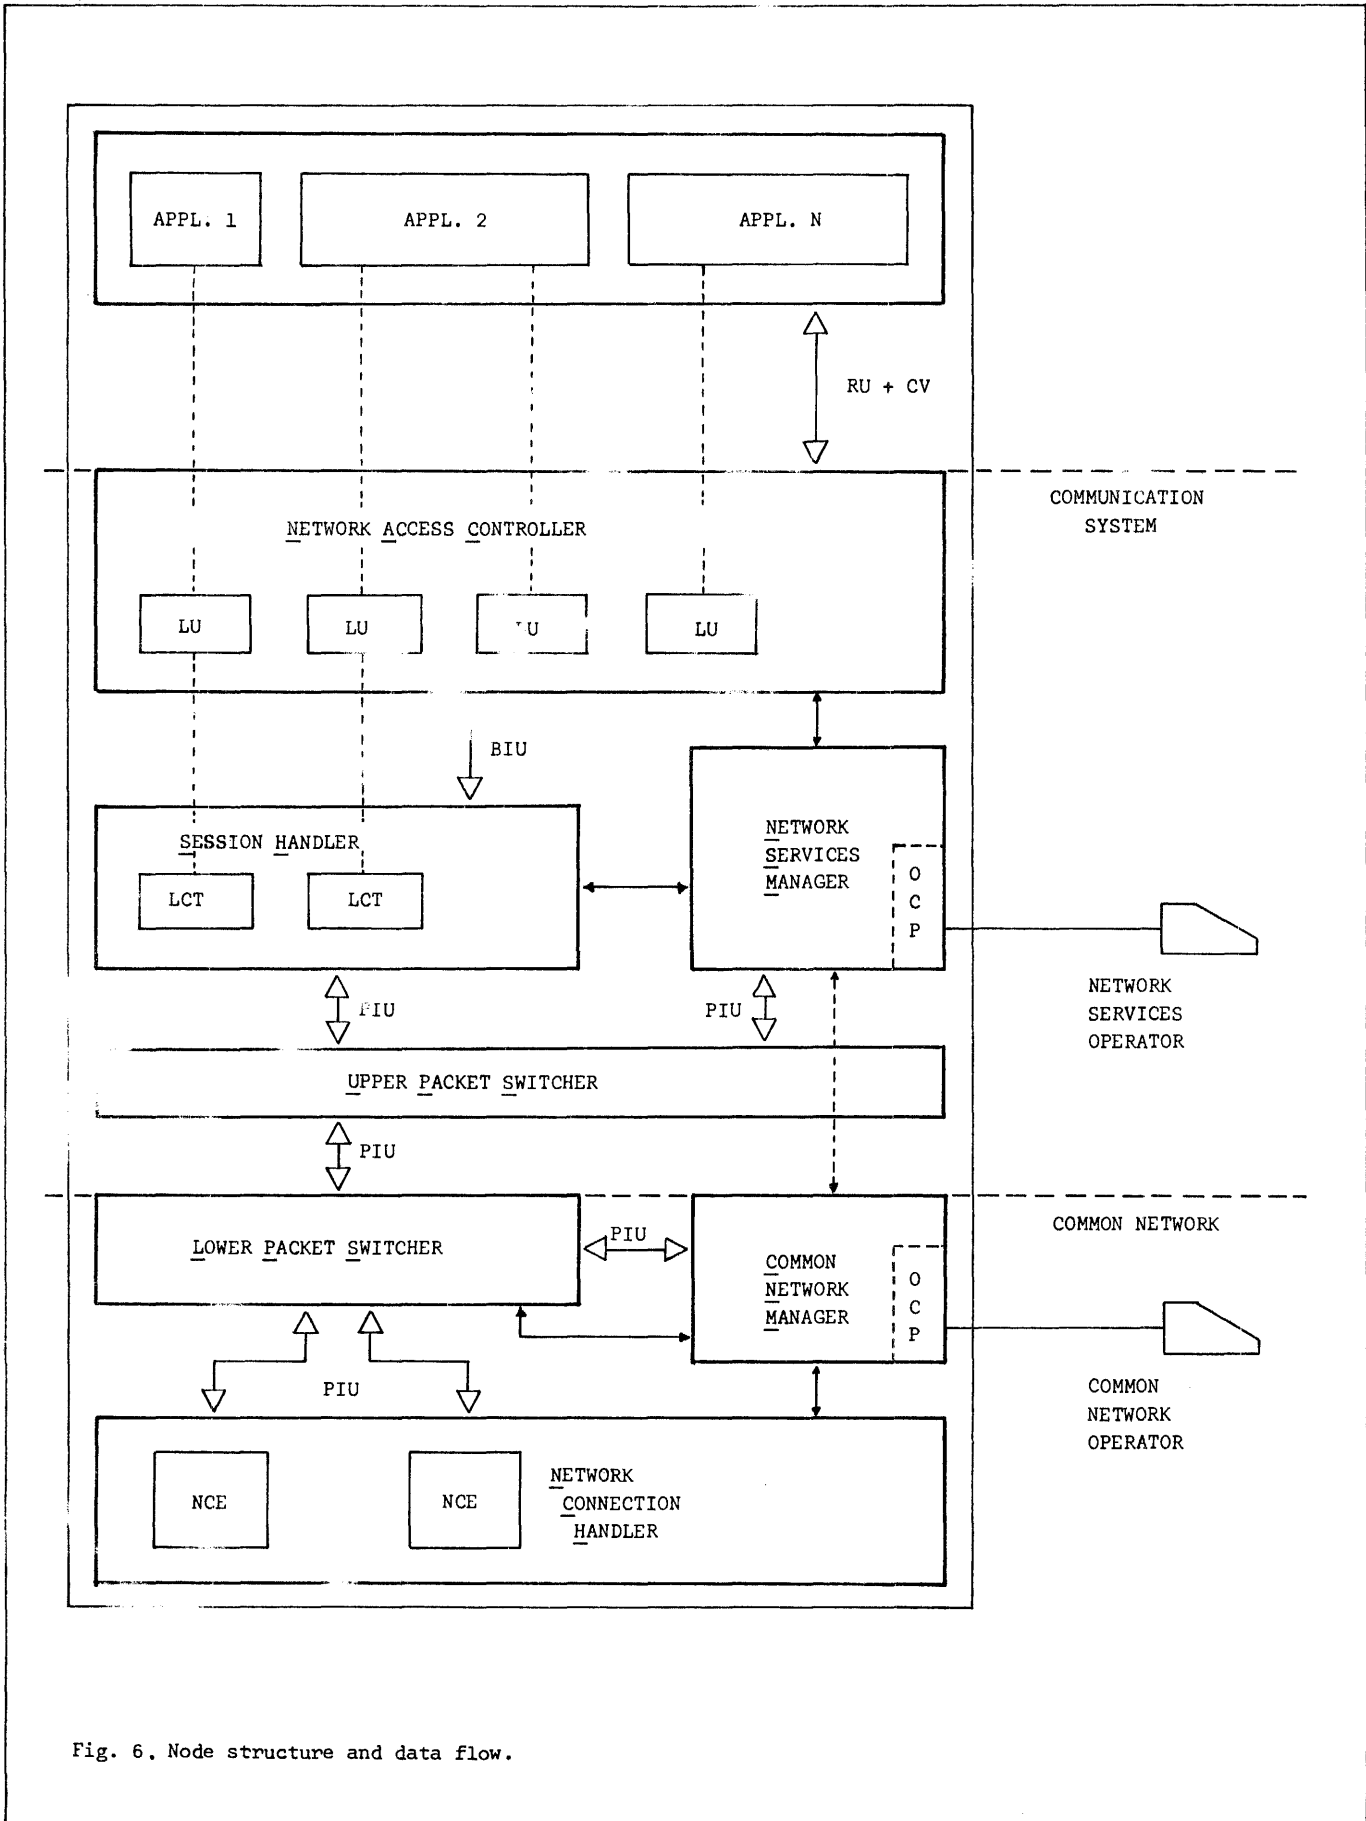 APPL. 1
APPL. 2
APPL. N
RU + CV
COMMUNICATION
SYSTEM
NETWORK ACCESS CONTROLLER
LU
LU
LU
BIU
SESSION HANDLER
LCT
LCT
NETWORK
SERVICES
MANAGER
O
C
P
NETWORK
SERVICES
OPERATOR
PIU
PIU
UPPER PACKET SWITCHER
PIU
COMMON NETWORK
LOWER PACKET SWITCHER
PIU
COMMON
NETWORK
MANAGER
O
C
P
COMMON
NETWORK
OPERATOR
PIU
NCE
NCE
NETWORK
CONNECTION
HANDLER
Fig. 6. Node structure and data flow.